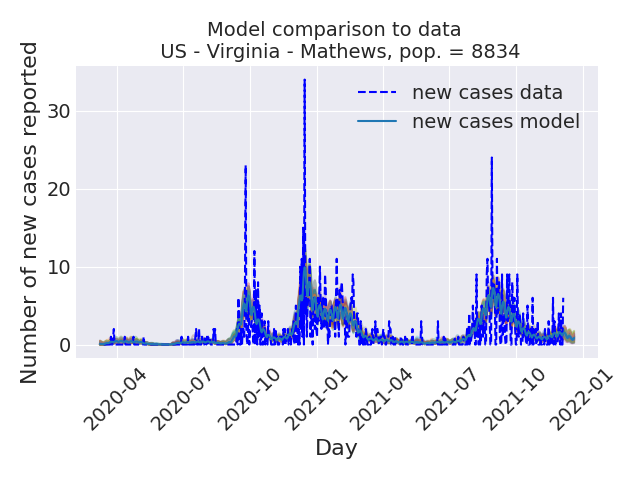 Model comparison to data
US - Virginia - Mathews, pop. = 8834
Number of new cases reported
30
20
10
0
new cases data
new cases model
2020-04
2020-07
2020-10
2021-01
2021-04
2021-07
2021-10
2022-01
Day